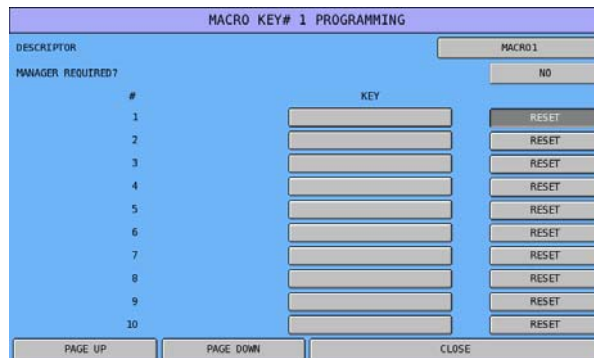 MACRO KEY# 1 PROGRAMMING
DESCRIPTOR MACRO1
MANAGER REQUIRED? NO
# KEY
1 RESET
2 RESET
3 RESET
4 RESET
5 RESET
6 RESET
7 RESET
8 RESET
9 RESET
10 RESET
PAGE UP PAGE DOWN CLOSE